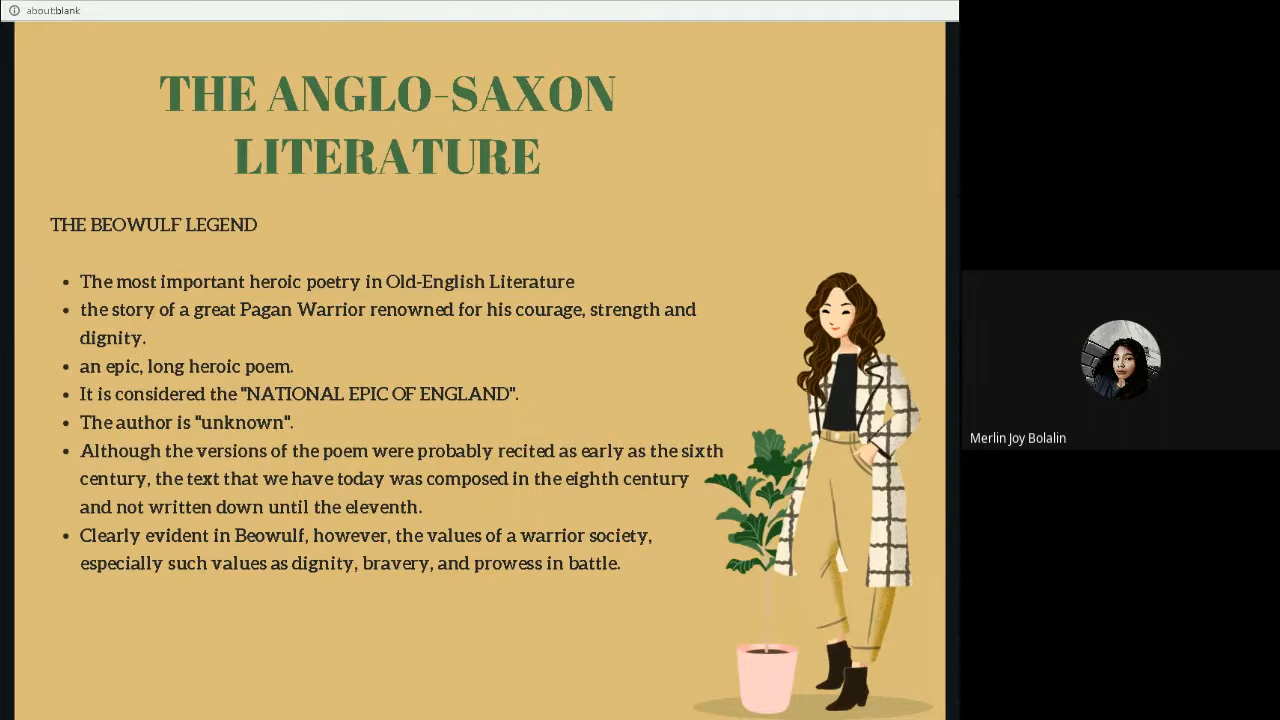 about:blank
THE ANGLO-SAXON
LITERATURE
THE BEOWULF LEGEND
• The most important heroic poetry in Old-English Literature
• the story of a great Pagan Warrior renowned for his courage, strength and
dignity.
• an epic, long heroic poem.
• It is considered the "NATIONAL EPIC OF ENGLAND".
• The author is "unknown".
• Although the versions of the poem were probably recited as early as the sixth
century, the text that we have today was composed in the eighth century
and not written down until the eleventh.
• Clearly evident in Beowulf, however, the values of a warrior society,
especially such values as dignity, bravery, and prowess in battle.
Merlin Joy Bolalin